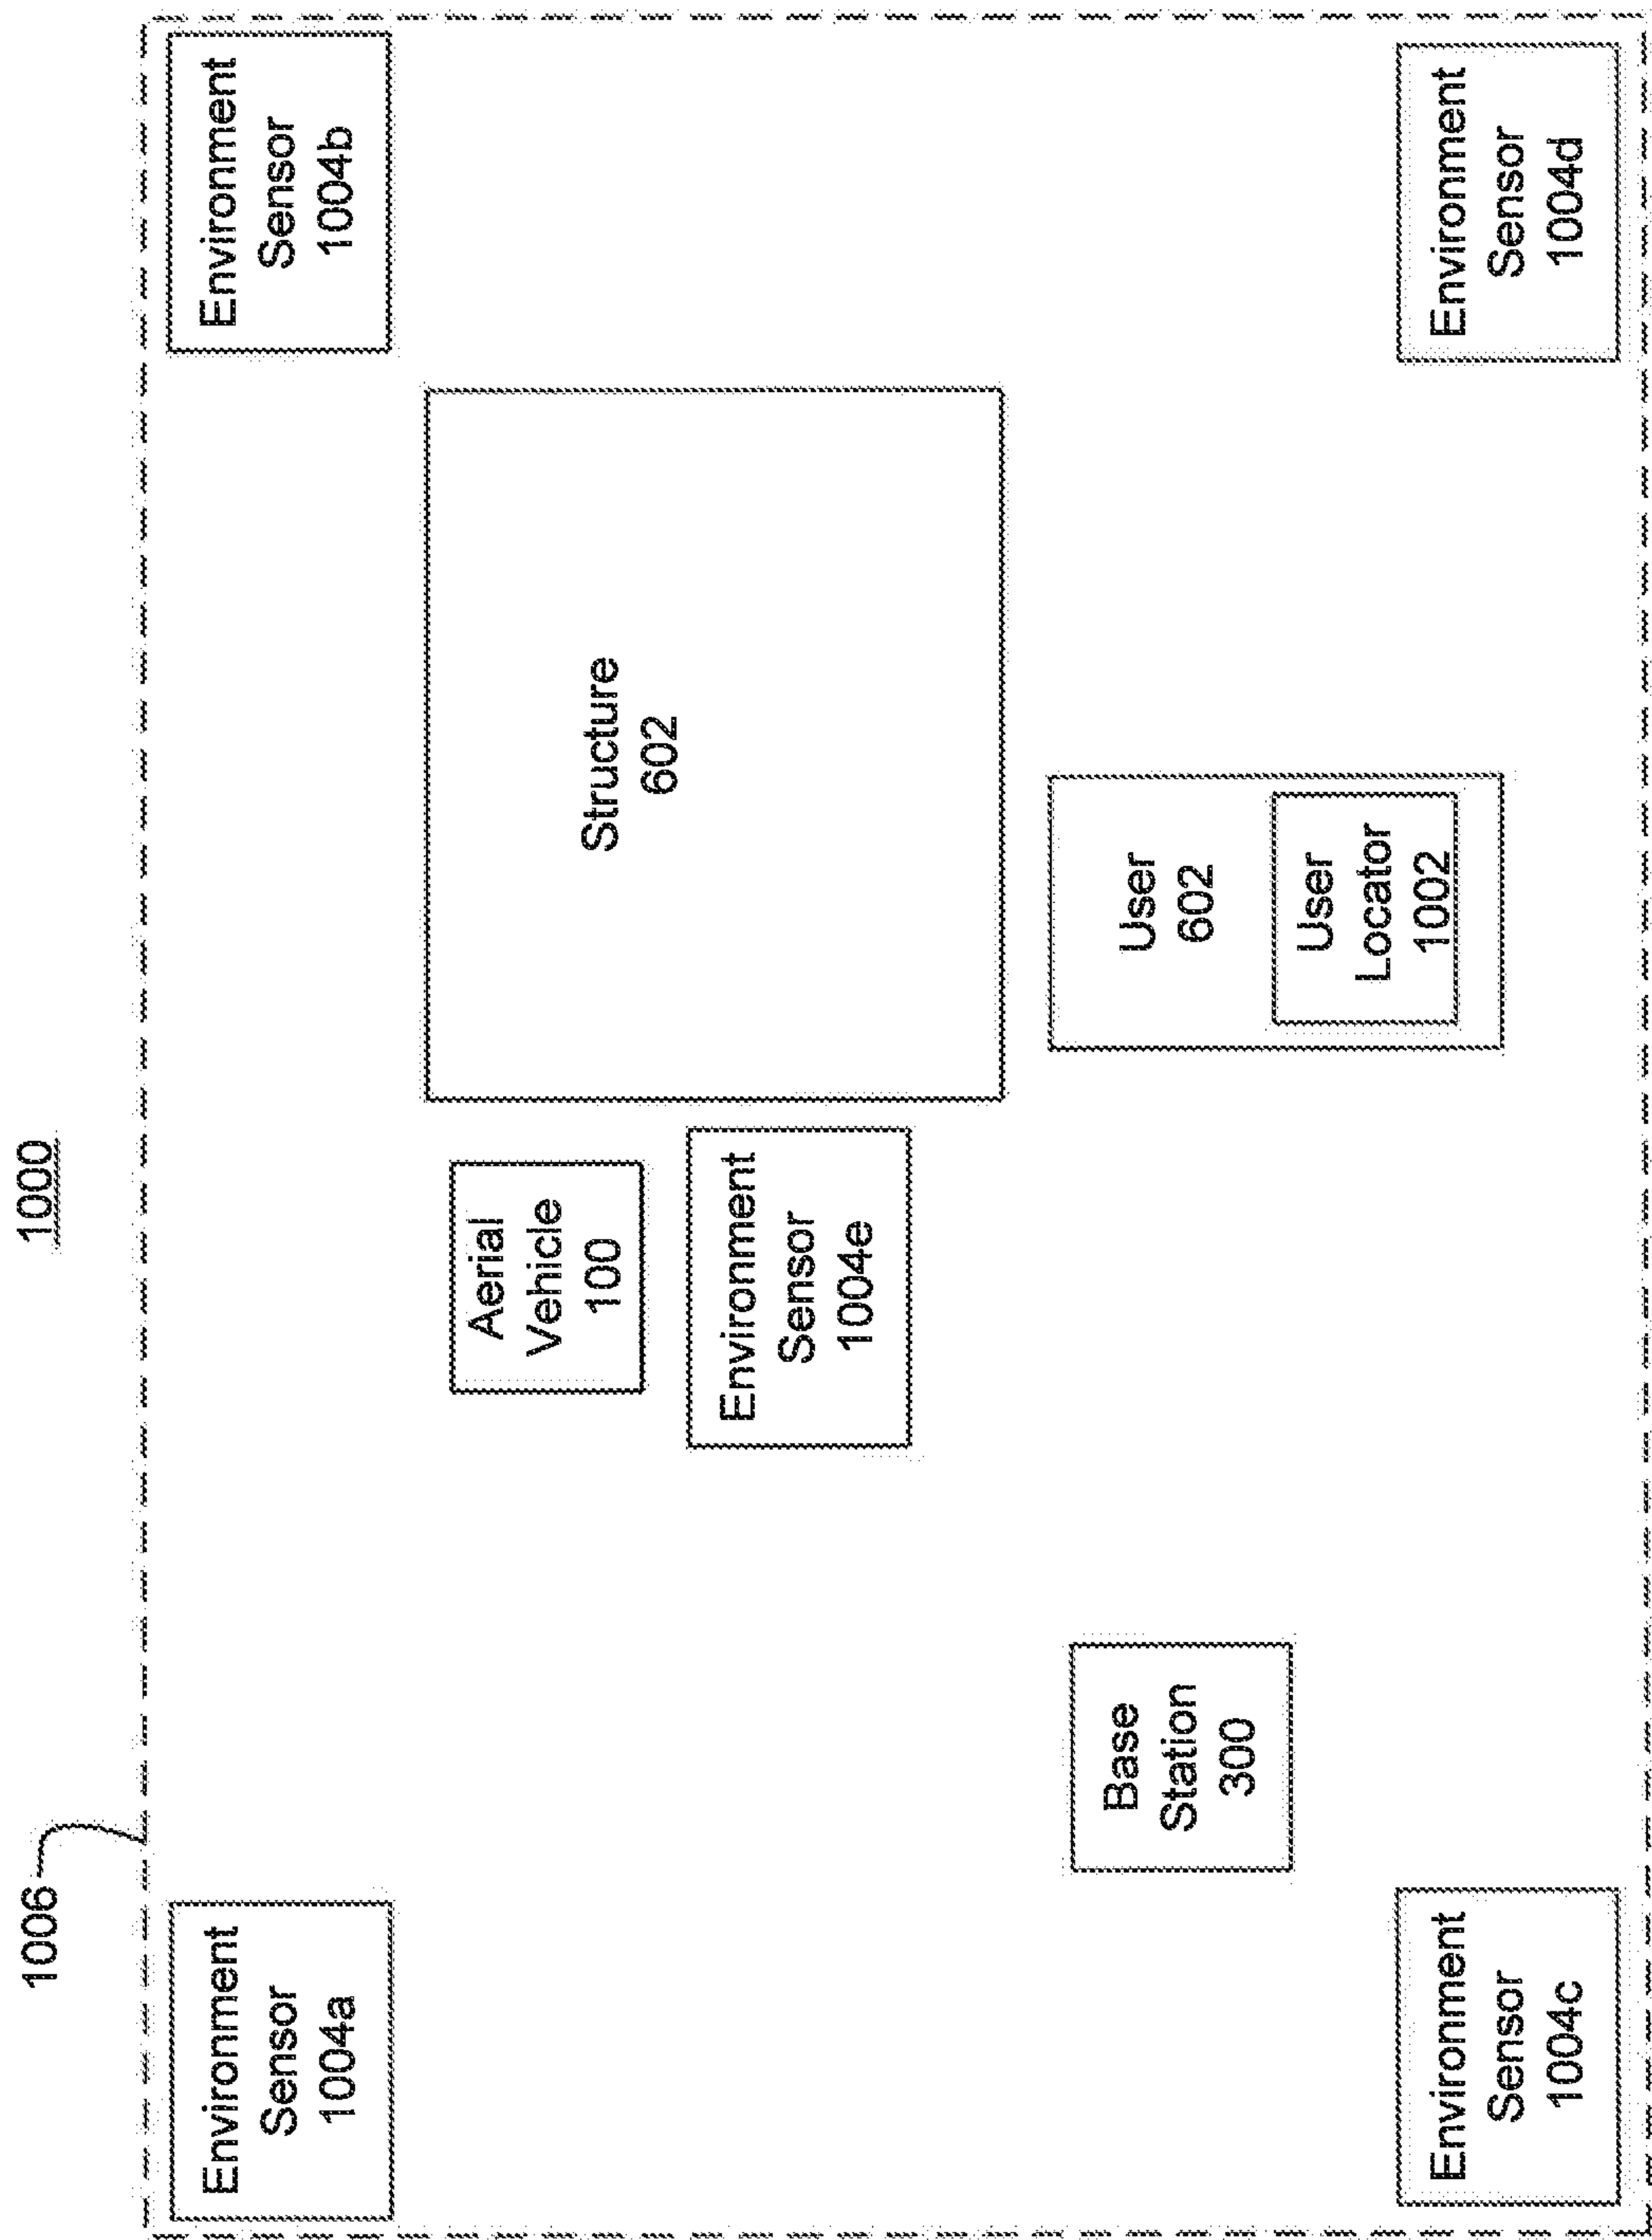 1000
1006
Environment
Sensor
1004a
Environment
Sensor
1004b
Aerial
Vehicle
100
Structure
602
Environment
Sensor
1004e
Base
Station
300
User
602
User
Locator
1002
Environment
Sensor
1004c
Environment
Sensor
1004d